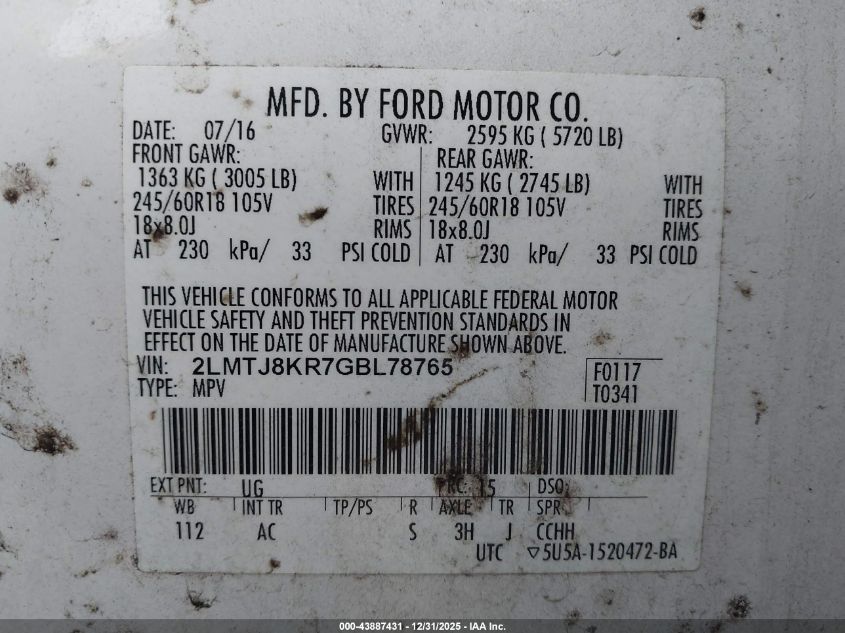 MFD. BY FORD MOTOR CO.
DATE: 07/16 GVWR: 2595 KG ( 5720 LB)
FRONT GAWR: REAR GAWR:
1363 KG ( 3005 LB) WITH 1245 KG ( 2745 LB) WITH
245/60R18 105V TIRES 245/60R18 105V TIRES
18x8.0J RIMS 18x8.0J RIMS
AT 230 kPa/ 33 PSI COLD AT 230 kPa/ 33 PSI COLD
THIS VEHICLE CONFORMS TO ALL APPLICABLE FEDERAL MOTOR
VEHICLE SAFETY AND THEFT PREVENTION STANDARDS IN
EFFECT ON THE DATE OF MANUFACTURE SHOWN ABOVE.
VIN: 2LMTJ8KR7GBL78765 F0117
TYPE: MPV T0341
EXT PNT: UG RC: 15 DSO:
WB INT TR TP/PS R AXLE TR SPR
112 AC S 3H J CCHH
UTC ▽5U5A-1520472-BA
000-43887431 - 12/31/2025 - IAA Inc.